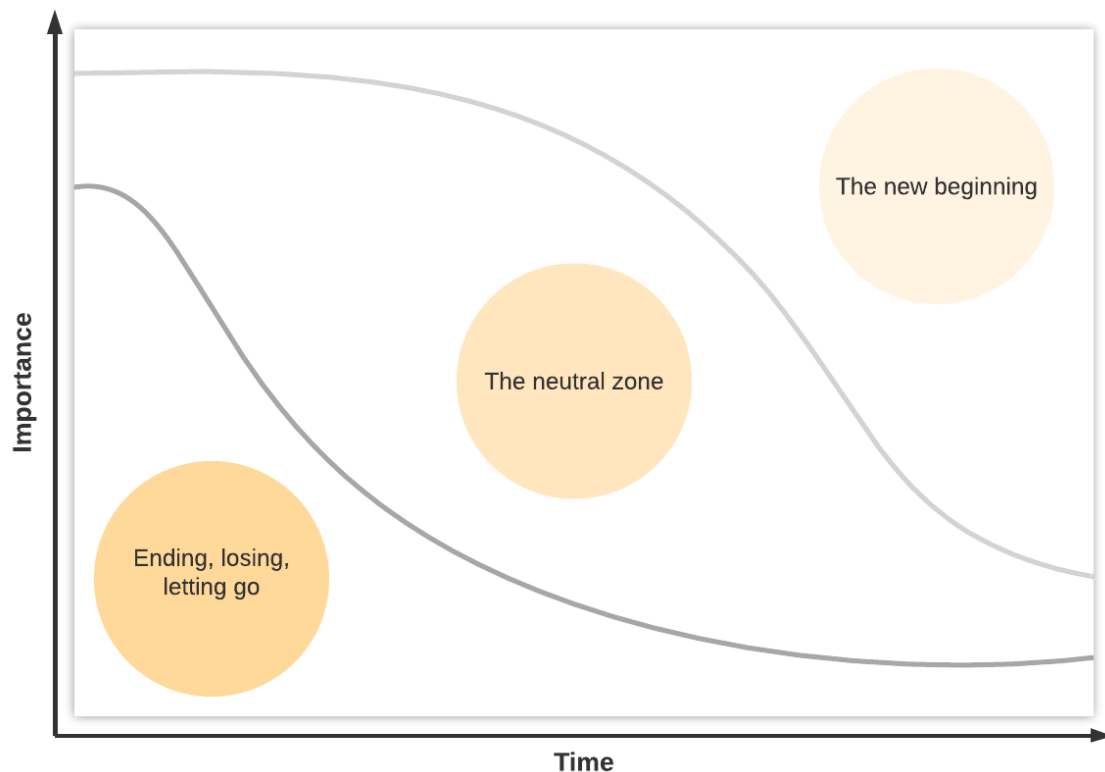 The new beginning
The neutral zone
Importance
Ending, losing,
letting go
Time